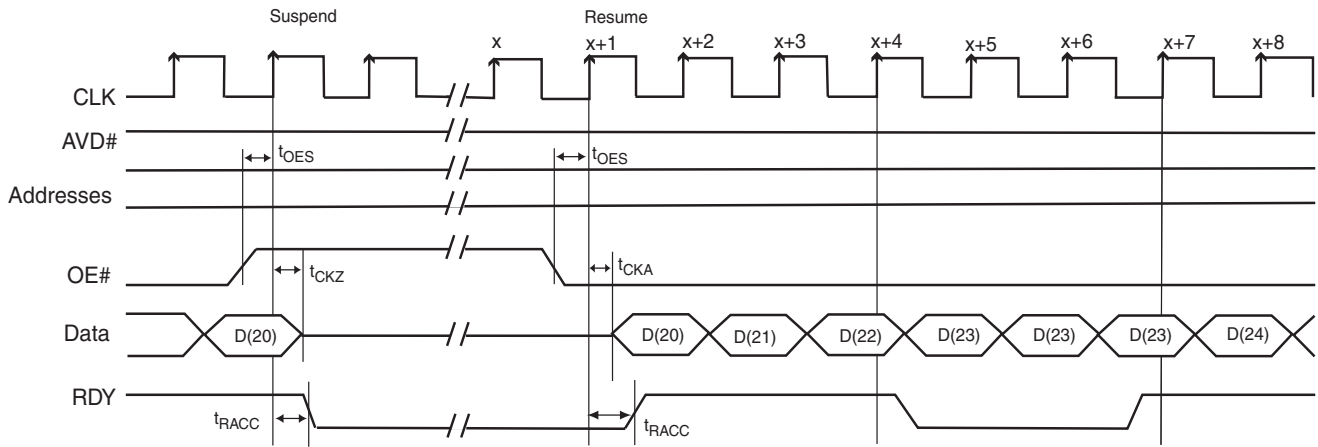 Suspend
Resume
x
x+1
x+2
x+3
x+4
x+5
x+6
x+7
x+8
CLK
AVD#
tOES
tOES
Addresses
OE#
tCKZ
tCKA
Data
D(20)
D(20)
D(21)
D(22)
D(23)
D(23)
D(23)
D(24)
RDY
tRACC
tRACC